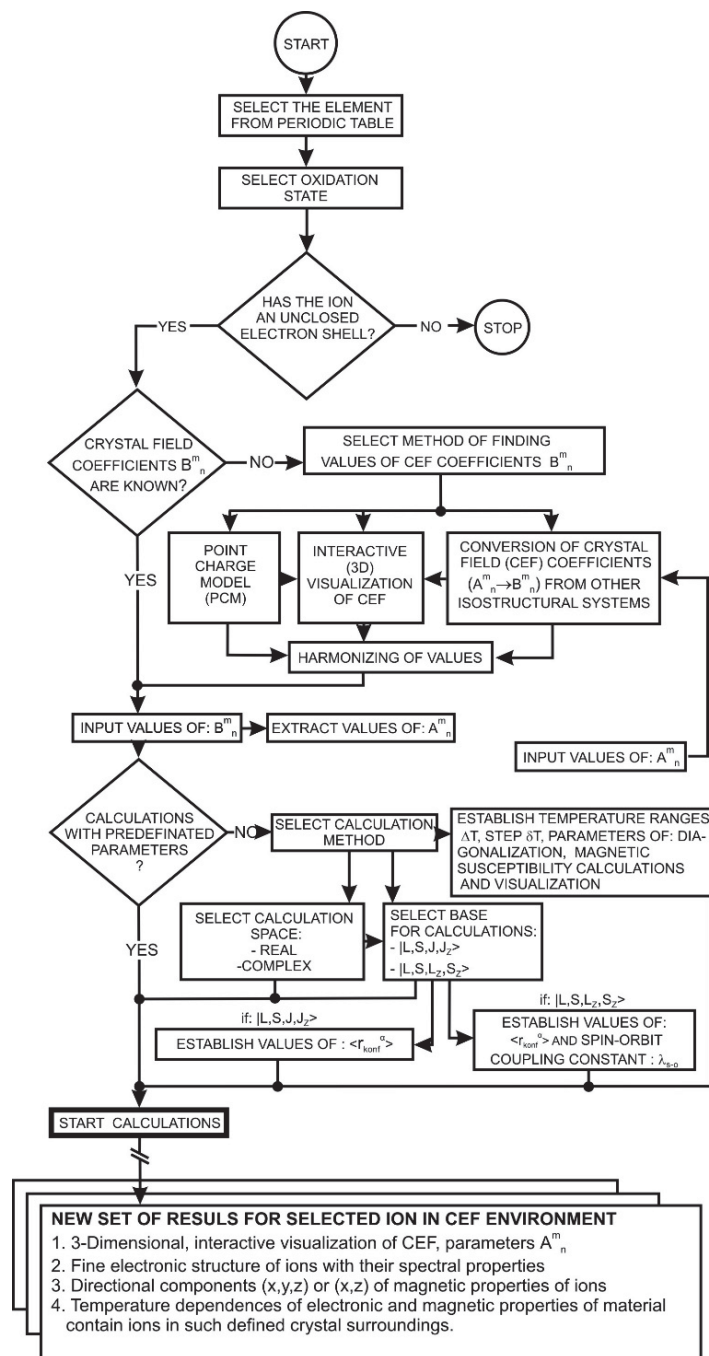 START
SELECT THE ELEMENT
FROM PERIODIC TABLE
SELECT OXIDATION
STATE
HAS THE ION
AN UNCLOSED
ELECTRON SHELL?
YES
NO
STOP
CRYSTAL FIELD
COEFFICIENTS B^m_n
ARE KNOWN?
NO
SELECT METHOD OF FINDING
VALUES OF CEF COEFFICIENTS B^m_n
YES
POINT
CHARGE
MODEL
(PCM)
INTERACTIVE
(3D)
VISUALIZATION
OF CEF
CONVERSION OF CRYSTAL
FIELD (CEF) COEFFICIENTS
(A^m_n→B^m_n) FROM OTHER
ISOSTRUCTURAL SYSTEMS
HARMONIZING OF VALUES
INPUT VALUES OF: B^m_n
EXTRACT VALUES OF: A^m_n
INPUT VALUES OF: A^m_n
CALCULATIONS
WITH PREDEFINATED
PARAMETERS
?
NO
SELECT CALCULATION
METHOD
ESTABLISH TEMPERATURE RANGES
ΔT, STEP δT, PARAMETERS OF: DIA-
GONALIZATION, MAGNETIC
SUSCEPTIBILITY CALCULATIONS
AND VISUALIZATION
YES
SELECT CALCULATION
SPACE:
- REAL
-COMPLEX
SELECT BASE
FOR CALCULATIONS:
- |L,S,J,J_Z>
- |L,S,L_Z,S_Z>
if: |L,S,J,J_Z>
ESTABLISH VALUES OF : <r_konf^α>
if: |L,S,L_Z,S_Z>
ESTABLISH VALUES OF:
<r_konf^α> AND SPIN-ORBIT
COUPLING CONSTANT : λ_s-o
START CALCULATIONS
NEW SET OF RESULS FOR SELECTED ION IN CEF ENVIRONMENT
1. 3-Dimensional, interactive visualization of CEF, parameters A^m_n
2. Fine electronic structure of ions with their spectral properties
3. Directional components (x,y,z) or (x,z) of magnetic properties of ions
4. Temperature dependences of electronic and magnetic properties of material
contain ions in such defined crystal surroundings.